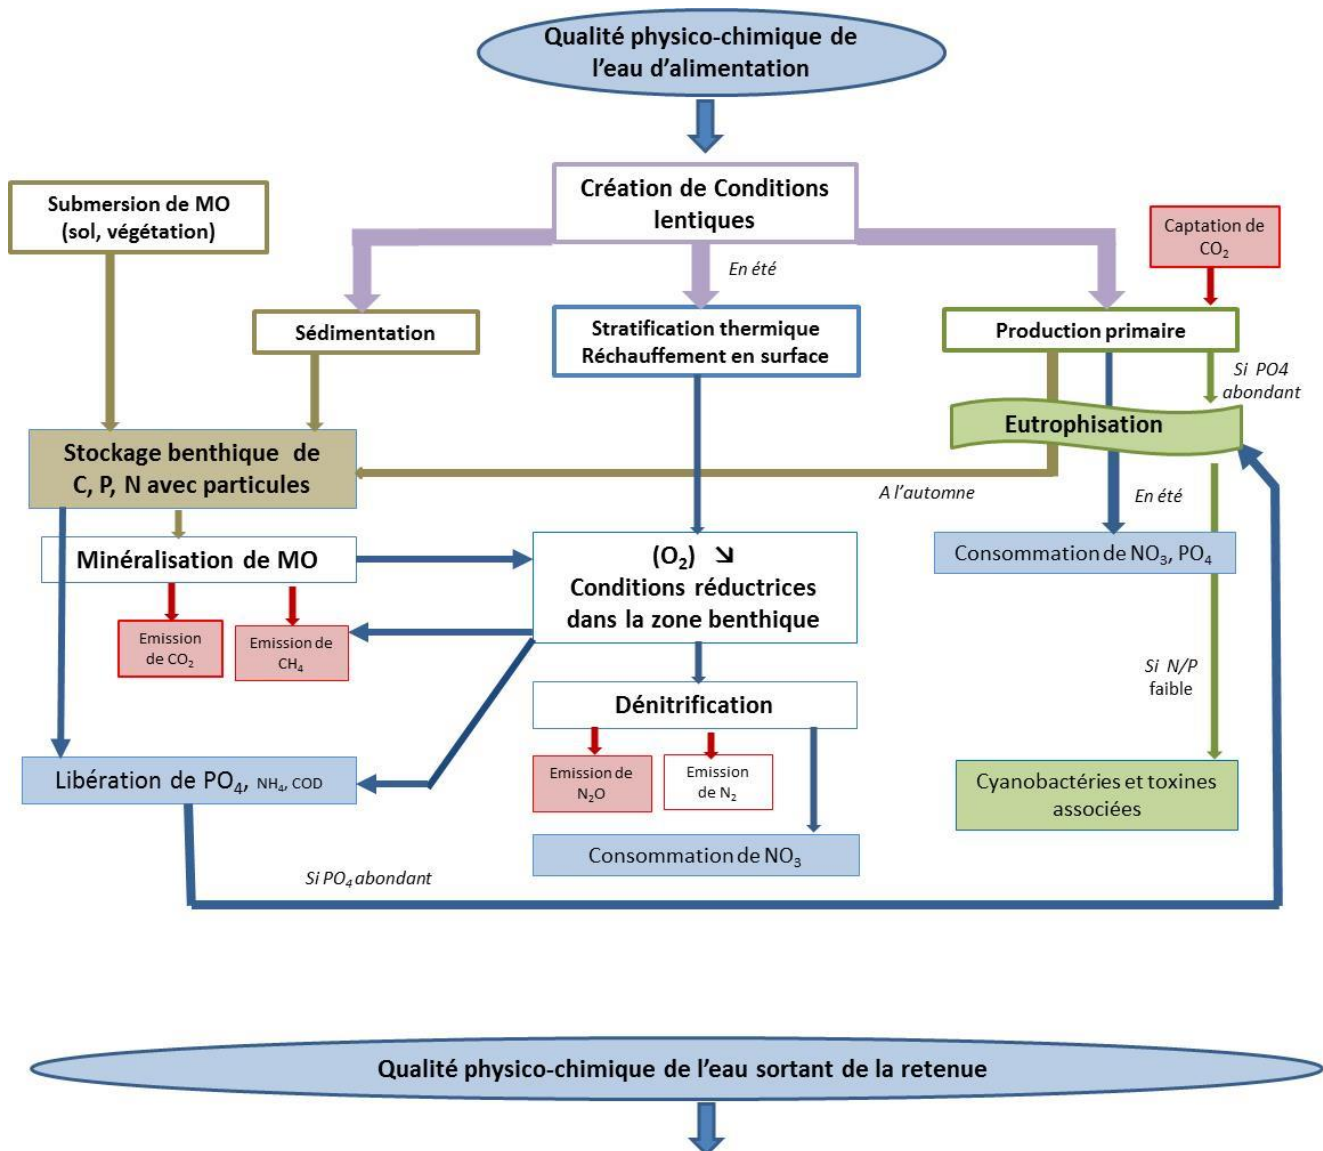 Qualité physico-chimique de
l’eau d’alimentation
Création de Conditions
lentiques
Submersion de MO
(sol, végétation)
Captation de
CO₂
En été
Sédimentation
Stratification thermique
Réchauffement en surface
Production primaire
Si PO4
abondant
Eutrophisation
Stockage benthique de
C, P, N avec particules
A l’automne
En été
Minéralisation de MO
(O₂) ↘
Conditions réductrices
dans la zone benthique
Consommation de NO₃, PO₄
Emission
de CO₂
Emission de
CH₄
Si N/P
faible
Dénitrification
Libération de PO₄, NH₄, COD
Emission de
N₂O
Emission
de N₂
Cyanobactéries et toxines
associées
Consommation de NO₃
Si PO₄ abondant
Qualité physico-chimique de l’eau sortant de la retenue